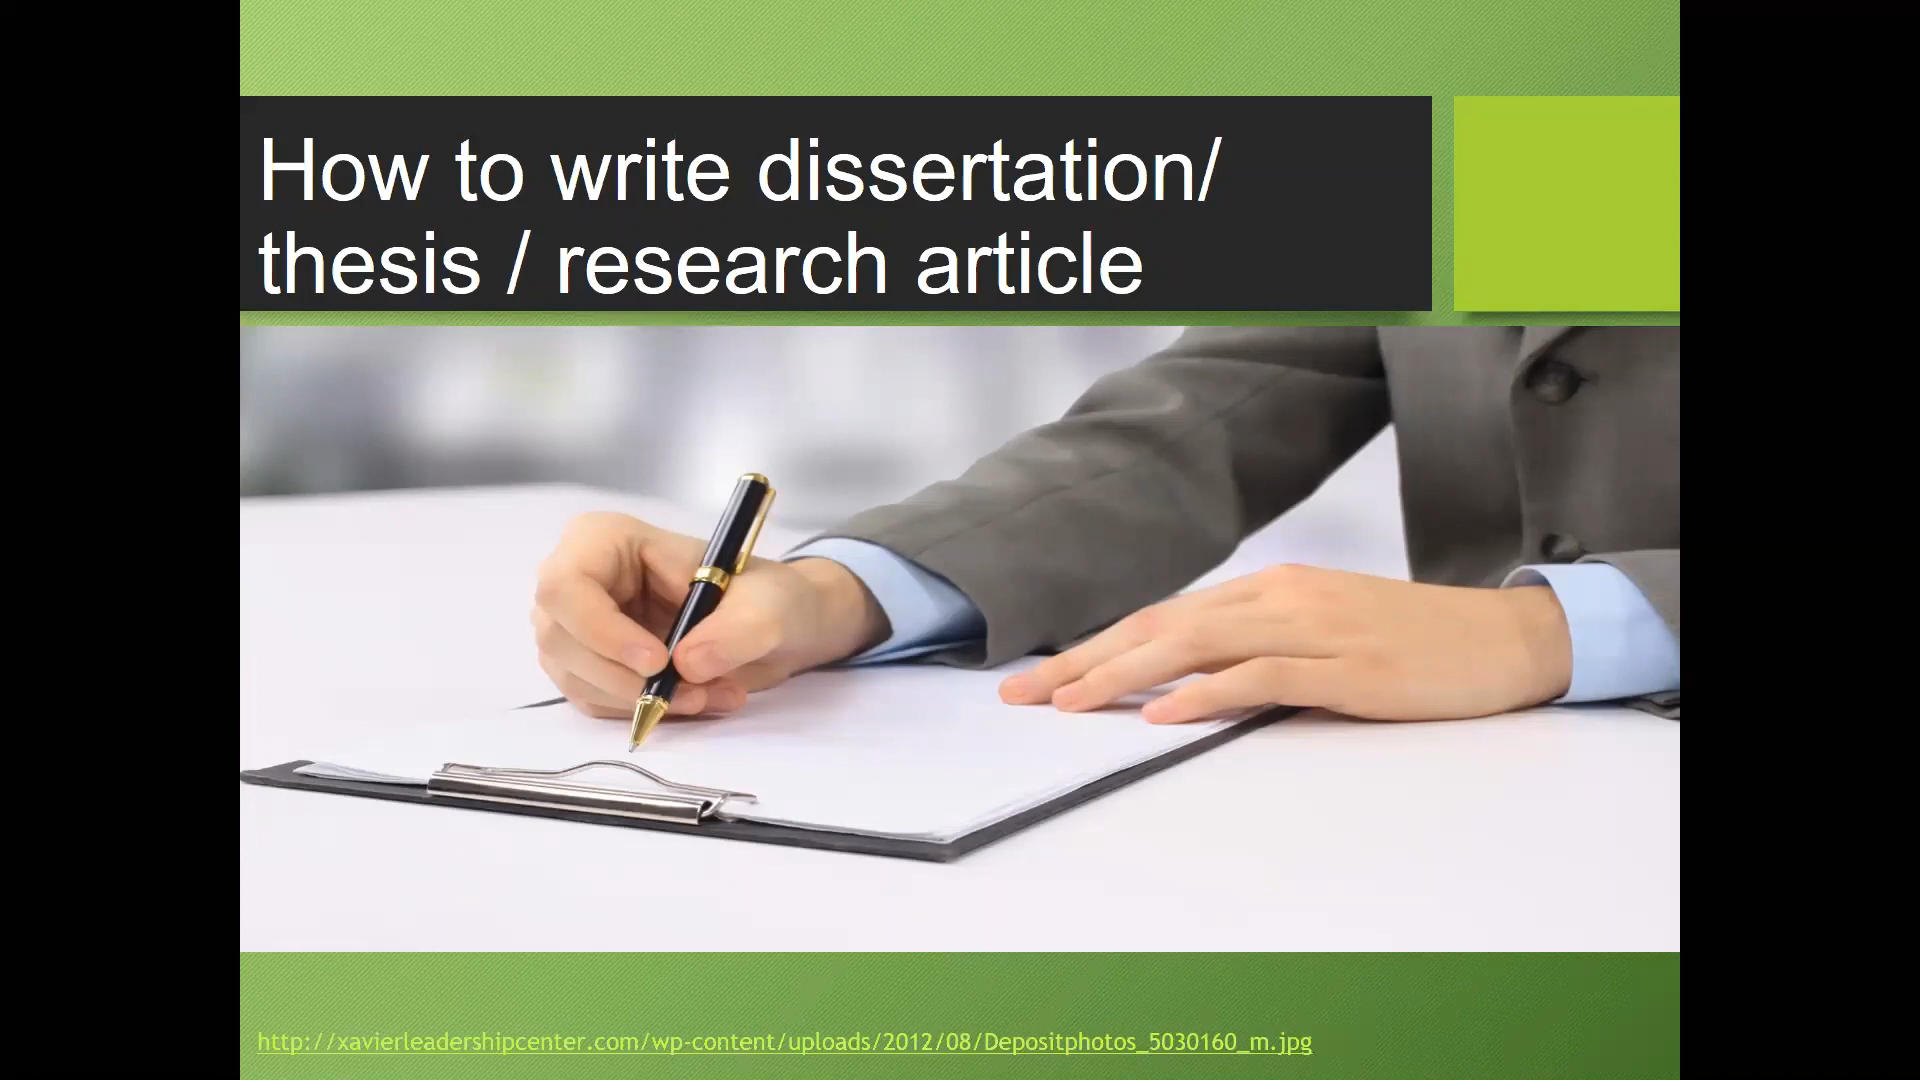 How to write dissertation/
thesis / research article
http://xavierleadershipcenter.com/wp-content/uploads/2012/08/Depositphotos_5030160_m.jpg